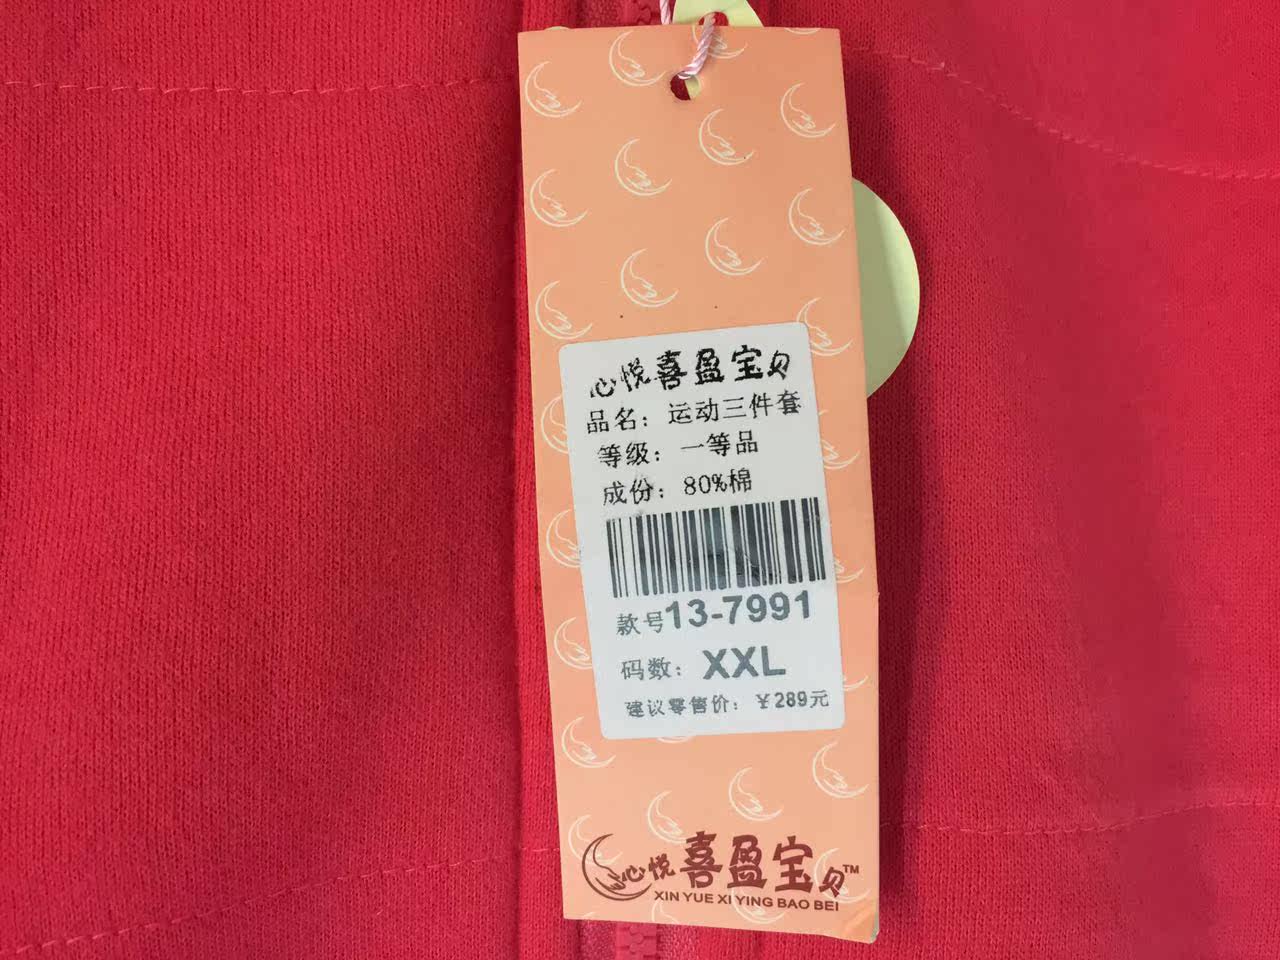 心悦喜盈宝贝
品名：运动三件套
等级：一等品
成份：80%棉
款号13-7991
码数：XXL
建议零售价：￥289元
心悦喜盈宝贝™
XIN YUE XI YING BAO BEI